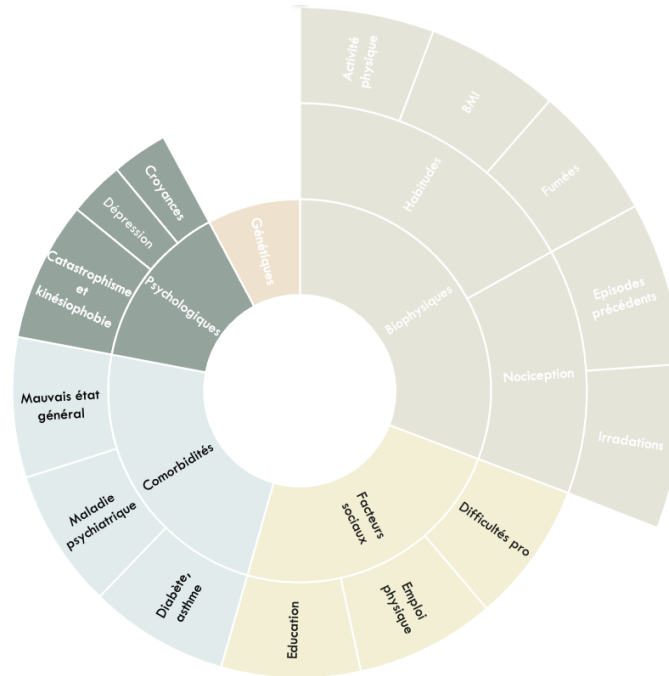 Activité
physique
BMI
Fumées
Habitudes
Biophysiques
Episodes
précédents
Nociception
Irradations
Difficultés pro
Facteurs
sociaux
Emploi
physique
Education
Diabète,
asthme
Maladie
psychiatrique
Mauvais état
général
Comorbidités
Catastrophisme
et
kinésiophobie
Dépression
Croyances
Psychologiques
Génétiques